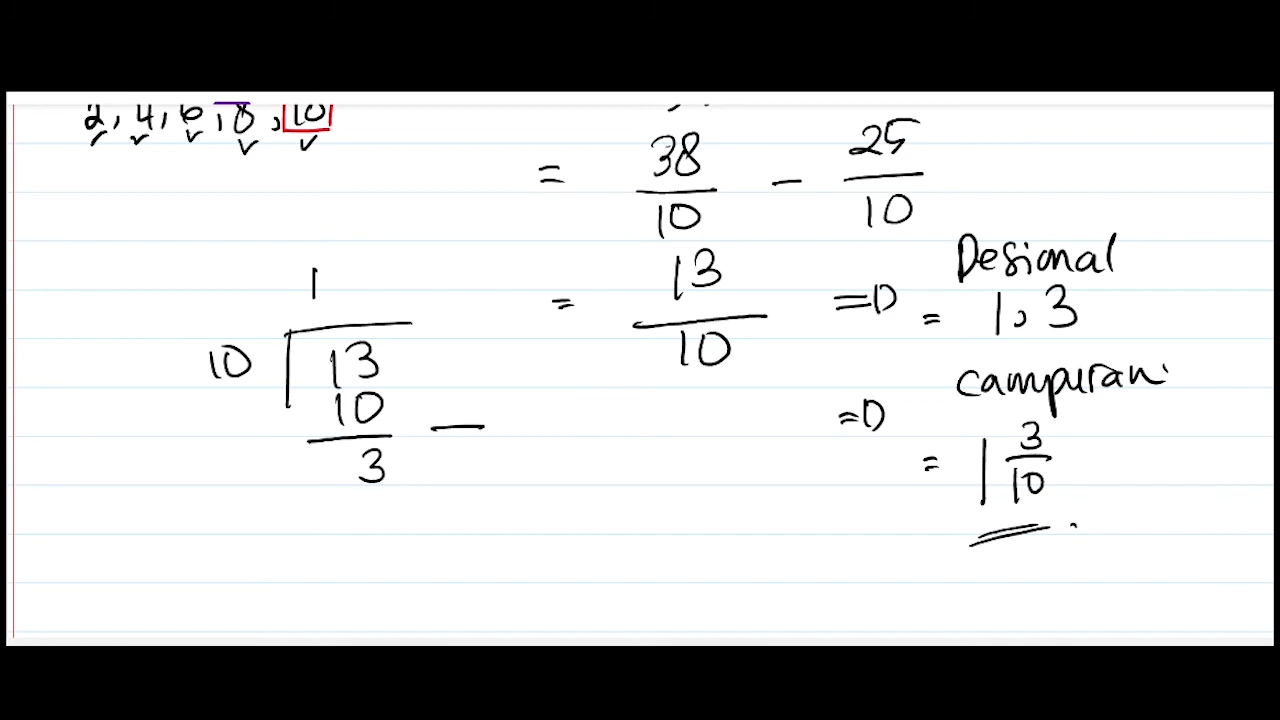 2, 4, 6, 8, 10
= 38/10 - 25/10
= 13/10
1
10 13
10 -
3
=D Desimal
= 1,3
=D Campuran
= 1 3/10